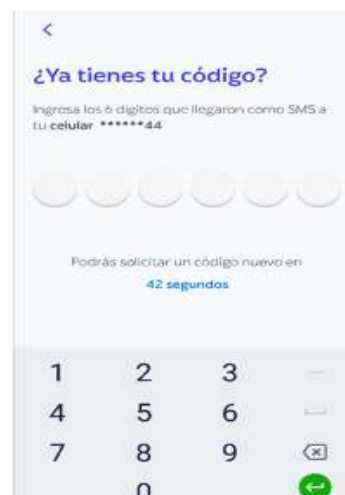 ¿Ya tienes tu código?
Ingresa los 6 dígitos que llegaron como SMS a
tu celular ******44
Podrás solicitar un código nuevo en
42 segundos
1 2 3
4 5 6
7 8 9
0